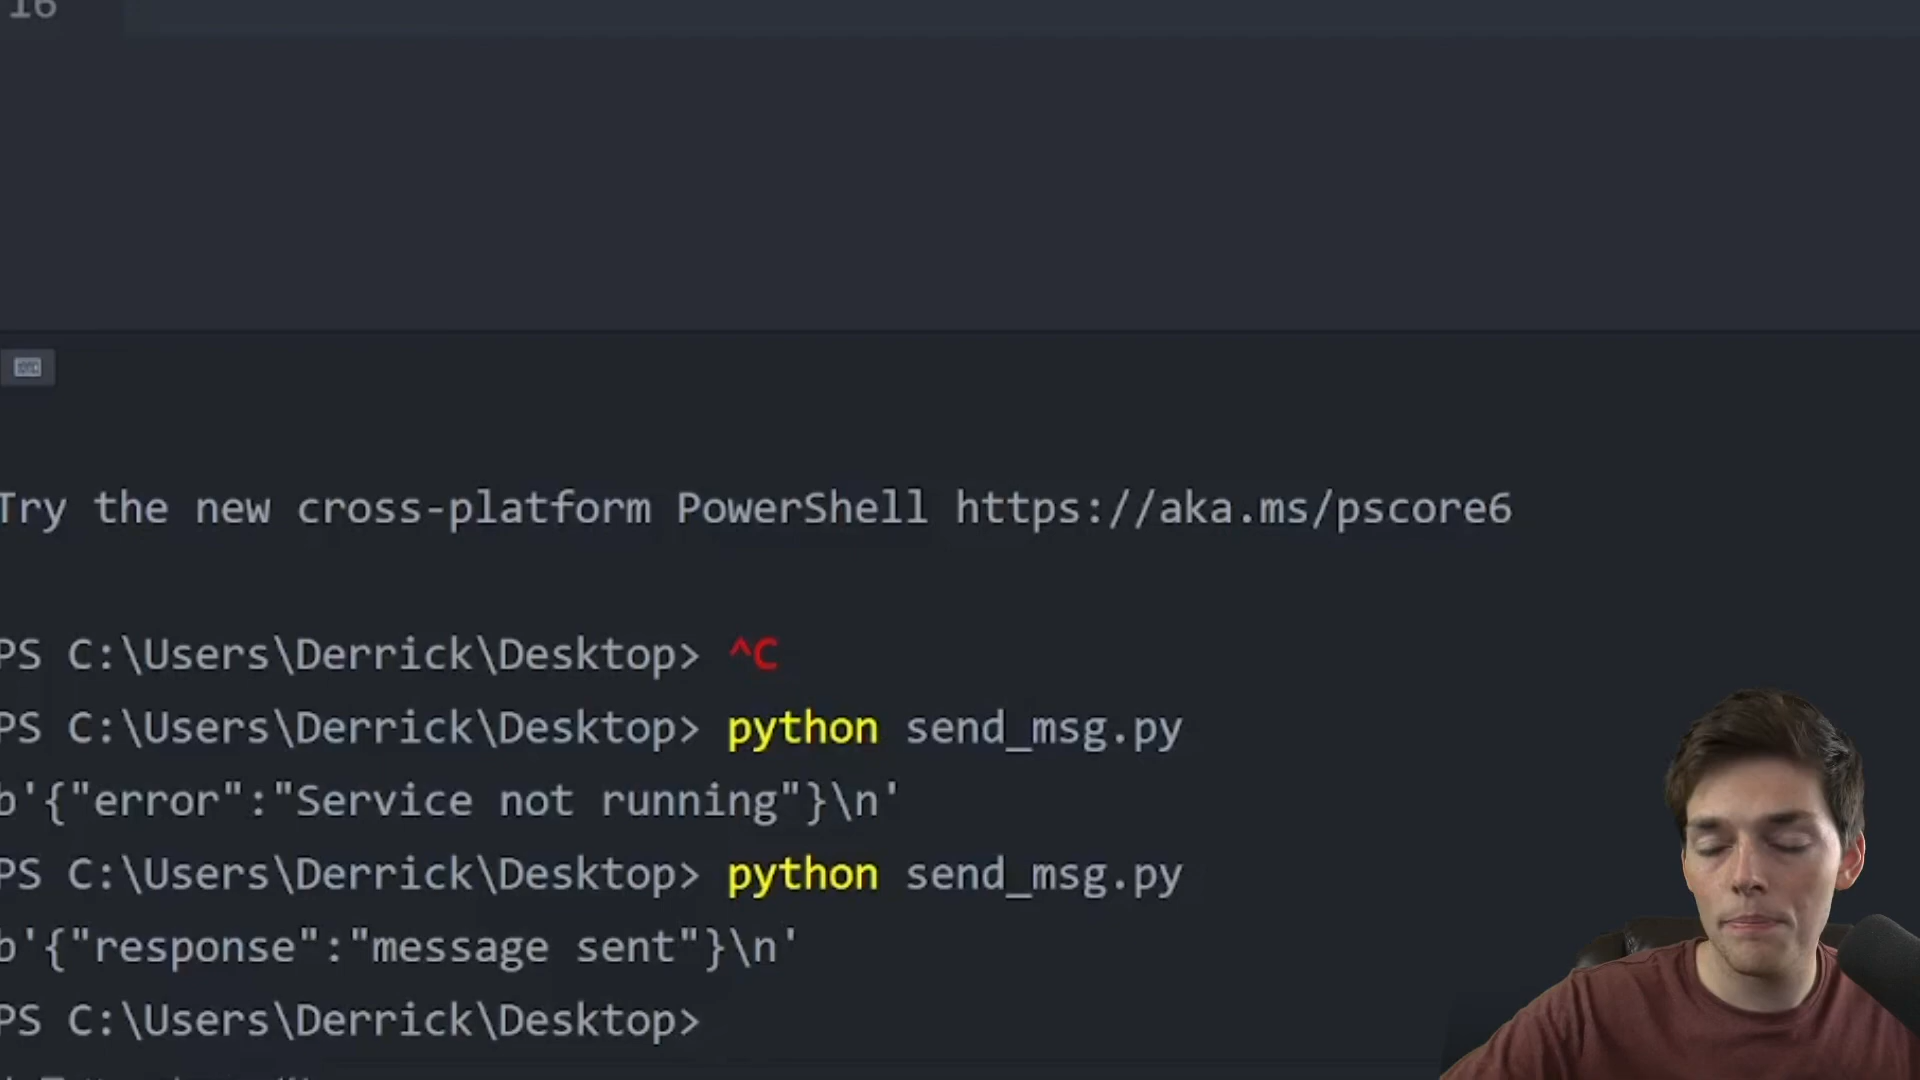 16
Try the new cross-platform PowerShell https://aka.ms/pscore6
PS C:\Users\Derrick\Desktop> ^C
PS C:\Users\Derrick\Desktop> python send_msg.py
b'{"error":"Service not running"}\n'
PS C:\Users\Derrick\Desktop> python send_msg.py
b'{"response":"message sent"}\n'
PS C:\Users\Derrick\Desktop>